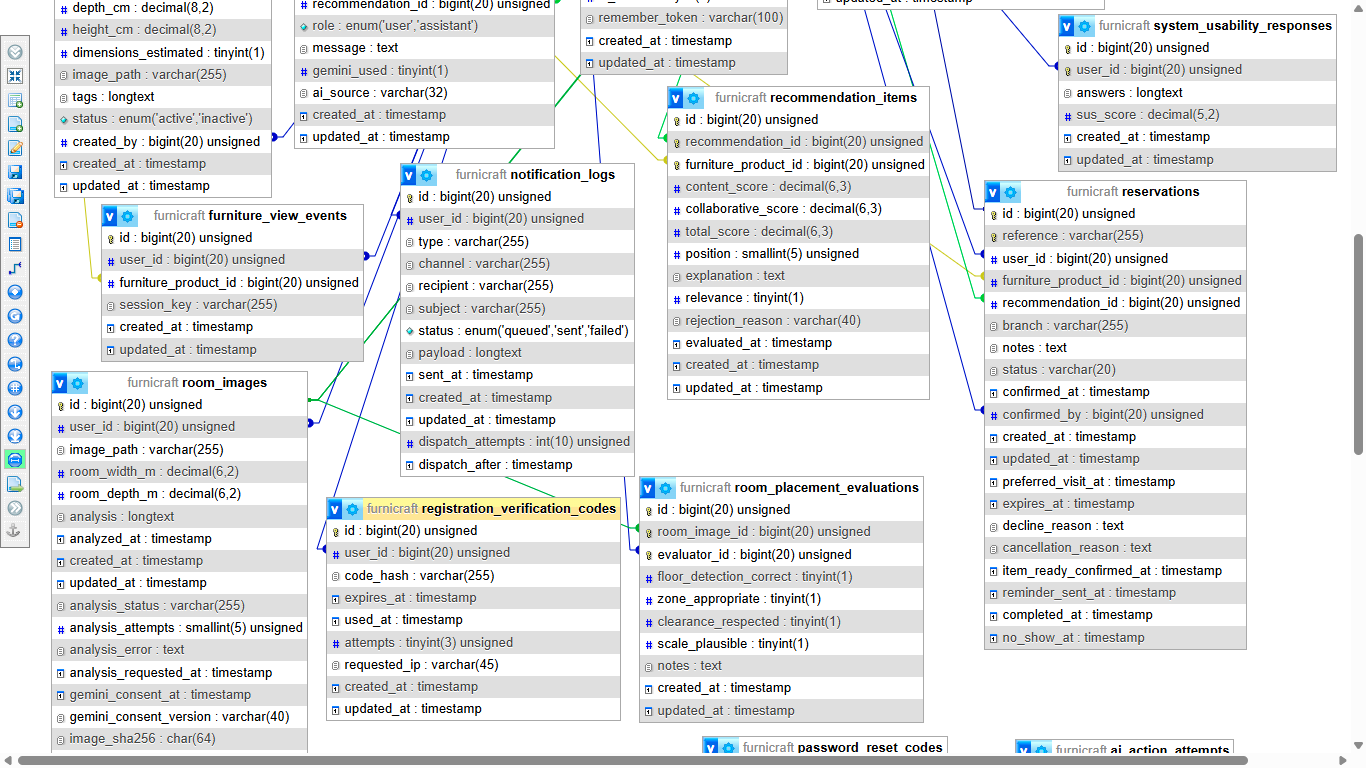 depth_cm : decimal(8,2)
height_cm : decimal(8,2)
dimensions_estimated : tinyint(1)
image_path : varchar(255)
tags : longtext
status : enum('active','inactive')
created_by : bigint(20) unsigned
created_at : timestamp
updated_at : timestamp
recommendation_id : bigint(20) unsigned
role : enum('user','assistant')
message : text
gemini_used : tinyint(1)
ai_source : varchar(32)
created_at : timestamp
updated_at : timestamp
remember_token : varchar(100)
created_at : timestamp
updated_at : timestamp
furnicraft system_usability_responses
id : bigint(20) unsigned
user_id : bigint(20) unsigned
answers : longtext
sus_score : decimal(5,2)
created_at : timestamp
updated_at : timestamp
furnicraft recommendation_items
id : bigint(20) unsigned
recommendation_id : bigint(20) unsigned
furniture_product_id : bigint(20) unsigned
content_score : decimal(6,3)
collaborative_score : decimal(6,3)
total_score : decimal(6,3)
position : smallint(5) unsigned
explanation : text
relevance : tinyint(1)
rejection_reason : varchar(40)
evaluated_at : timestamp
created_at : timestamp
updated_at : timestamp
furnicraft notification_logs
id : bigint(20) unsigned
user_id : bigint(20) unsigned
type : varchar(255)
channel : varchar(255)
recipient : varchar(255)
subject : varchar(255)
status : enum('queued','sent','failed')
payload : longtext
sent_at : timestamp
created_at : timestamp
updated_at : timestamp
dispatch_attempts : int(10) unsigned
dispatch_after : timestamp
furnicraft reservations
id : bigint(20) unsigned
reference : varchar(255)
user_id : bigint(20) unsigned
furniture_product_id : bigint(20) unsigned
recommendation_id : bigint(20) unsigned
branch : varchar(255)
notes : text
status : varchar(20)
confirmed_at : timestamp
confirmed_by : bigint(20) unsigned
created_at : timestamp
updated_at : timestamp
preferred_visit_at : timestamp
expires_at : timestamp
decline_reason : text
cancellation_reason : text
item_ready_confirmed_at : timestamp
reminder_sent_at : timestamp
completed_at : timestamp
no_show_at : timestamp
furnicraft furniture_view_events
id : bigint(20) unsigned
user_id : bigint(20) unsigned
furniture_product_id : bigint(20) unsigned
session_key : varchar(255)
created_at : timestamp
updated_at : timestamp
furnicraft room_images
id : bigint(20) unsigned
user_id : bigint(20) unsigned
image_path : varchar(255)
room_width_m : decimal(6,2)
room_depth_m : decimal(6,2)
analysis : longtext
analyzed_at : timestamp
created_at : timestamp
updated_at : timestamp
analysis_status : varchar(255)
analysis_attempts : smallint(5) unsigned
analysis_error : text
analysis_requested_at : timestamp
gemini_consent_at : timestamp
gemini_consent_version : varchar(40)
image_sha256 : char(64)
furnicraft registration_verification_codes
id : bigint(20) unsigned
user_id : bigint(20) unsigned
code_hash : varchar(255)
expires_at : timestamp
used_at : timestamp
attempts : tinyint(3) unsigned
requested_ip : varchar(45)
created_at : timestamp
updated_at : timestamp
furnicraft room_placement_evaluations
id : bigint(20) unsigned
room_image_id : bigint(20) unsigned
evaluator_id : bigint(20) unsigned
floor_detection_correct : tinyint(1)
zone_appropriate : tinyint(1)
clearance_respected : tinyint(1)
scale_plausible : tinyint(1)
notes : text
created_at : timestamp
updated_at : timestamp
furnicraft password_reset_codes
furnicraft ai_action_attempts